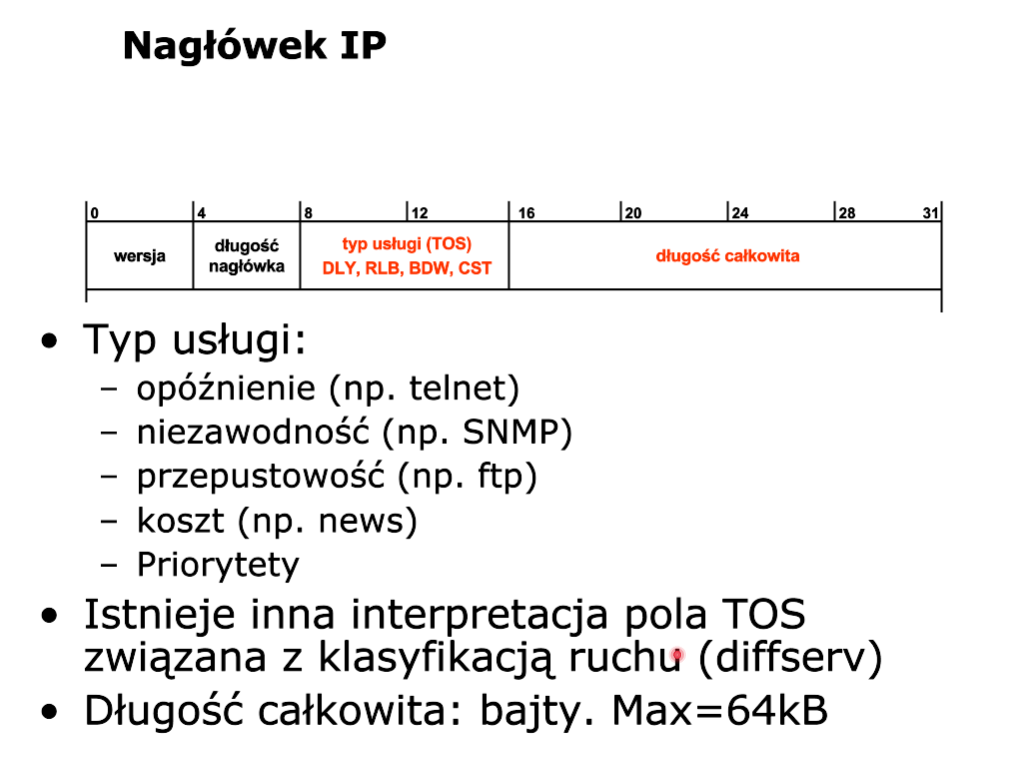 Nagłówek IP
0 4 8 12 16 20 24 28 31
wersja
długość
nagłówka
typ usługi (TOS)
DLY, RLB, BDW, CST
długość całkowita
• Typ usługi:
– opóźnienie (np. telnet)
– niezawodność (np. SNMP)
– przepustowość (np. ftp)
– koszt (np. news)
– Priorytety
• Istnieje inna interpretacja pola TOS
związana z klasyfikacją ruchu (diffserv)
• Długość całkowita: bajty. Max=64kB